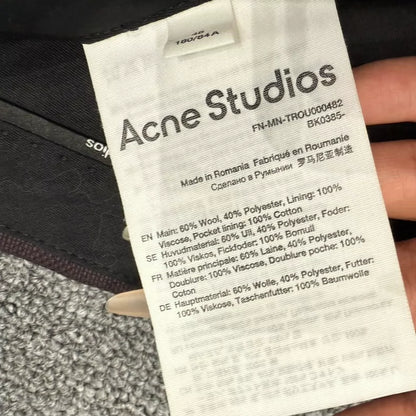 48
180/84A
Acne Studios
FN-MN-TROU000482
BK0385-
Made in Romania Fabriqué en Roumanie
Сделано в Румынии 罗马尼亚制造
EN Main: 60% Wool, 40% Polyester, Lining: 100%
Viscose, Pocket lining: 100% Cotton
SE Huvudmaterial: 60% Ull, 40% Polyester, Foder:
100% Viskos, Fickfoder: 100% Bomull
FR Matière principale: 60% Laine, 40% Polyester,
Doublure: 100% Viscose, Doublure poche: 100%
Coton
DE Hauptmaterial: 60% Wolle, 40% Polyester, Futter:
100% Viskose, Taschenfutter: 100% Baumwolle
udios